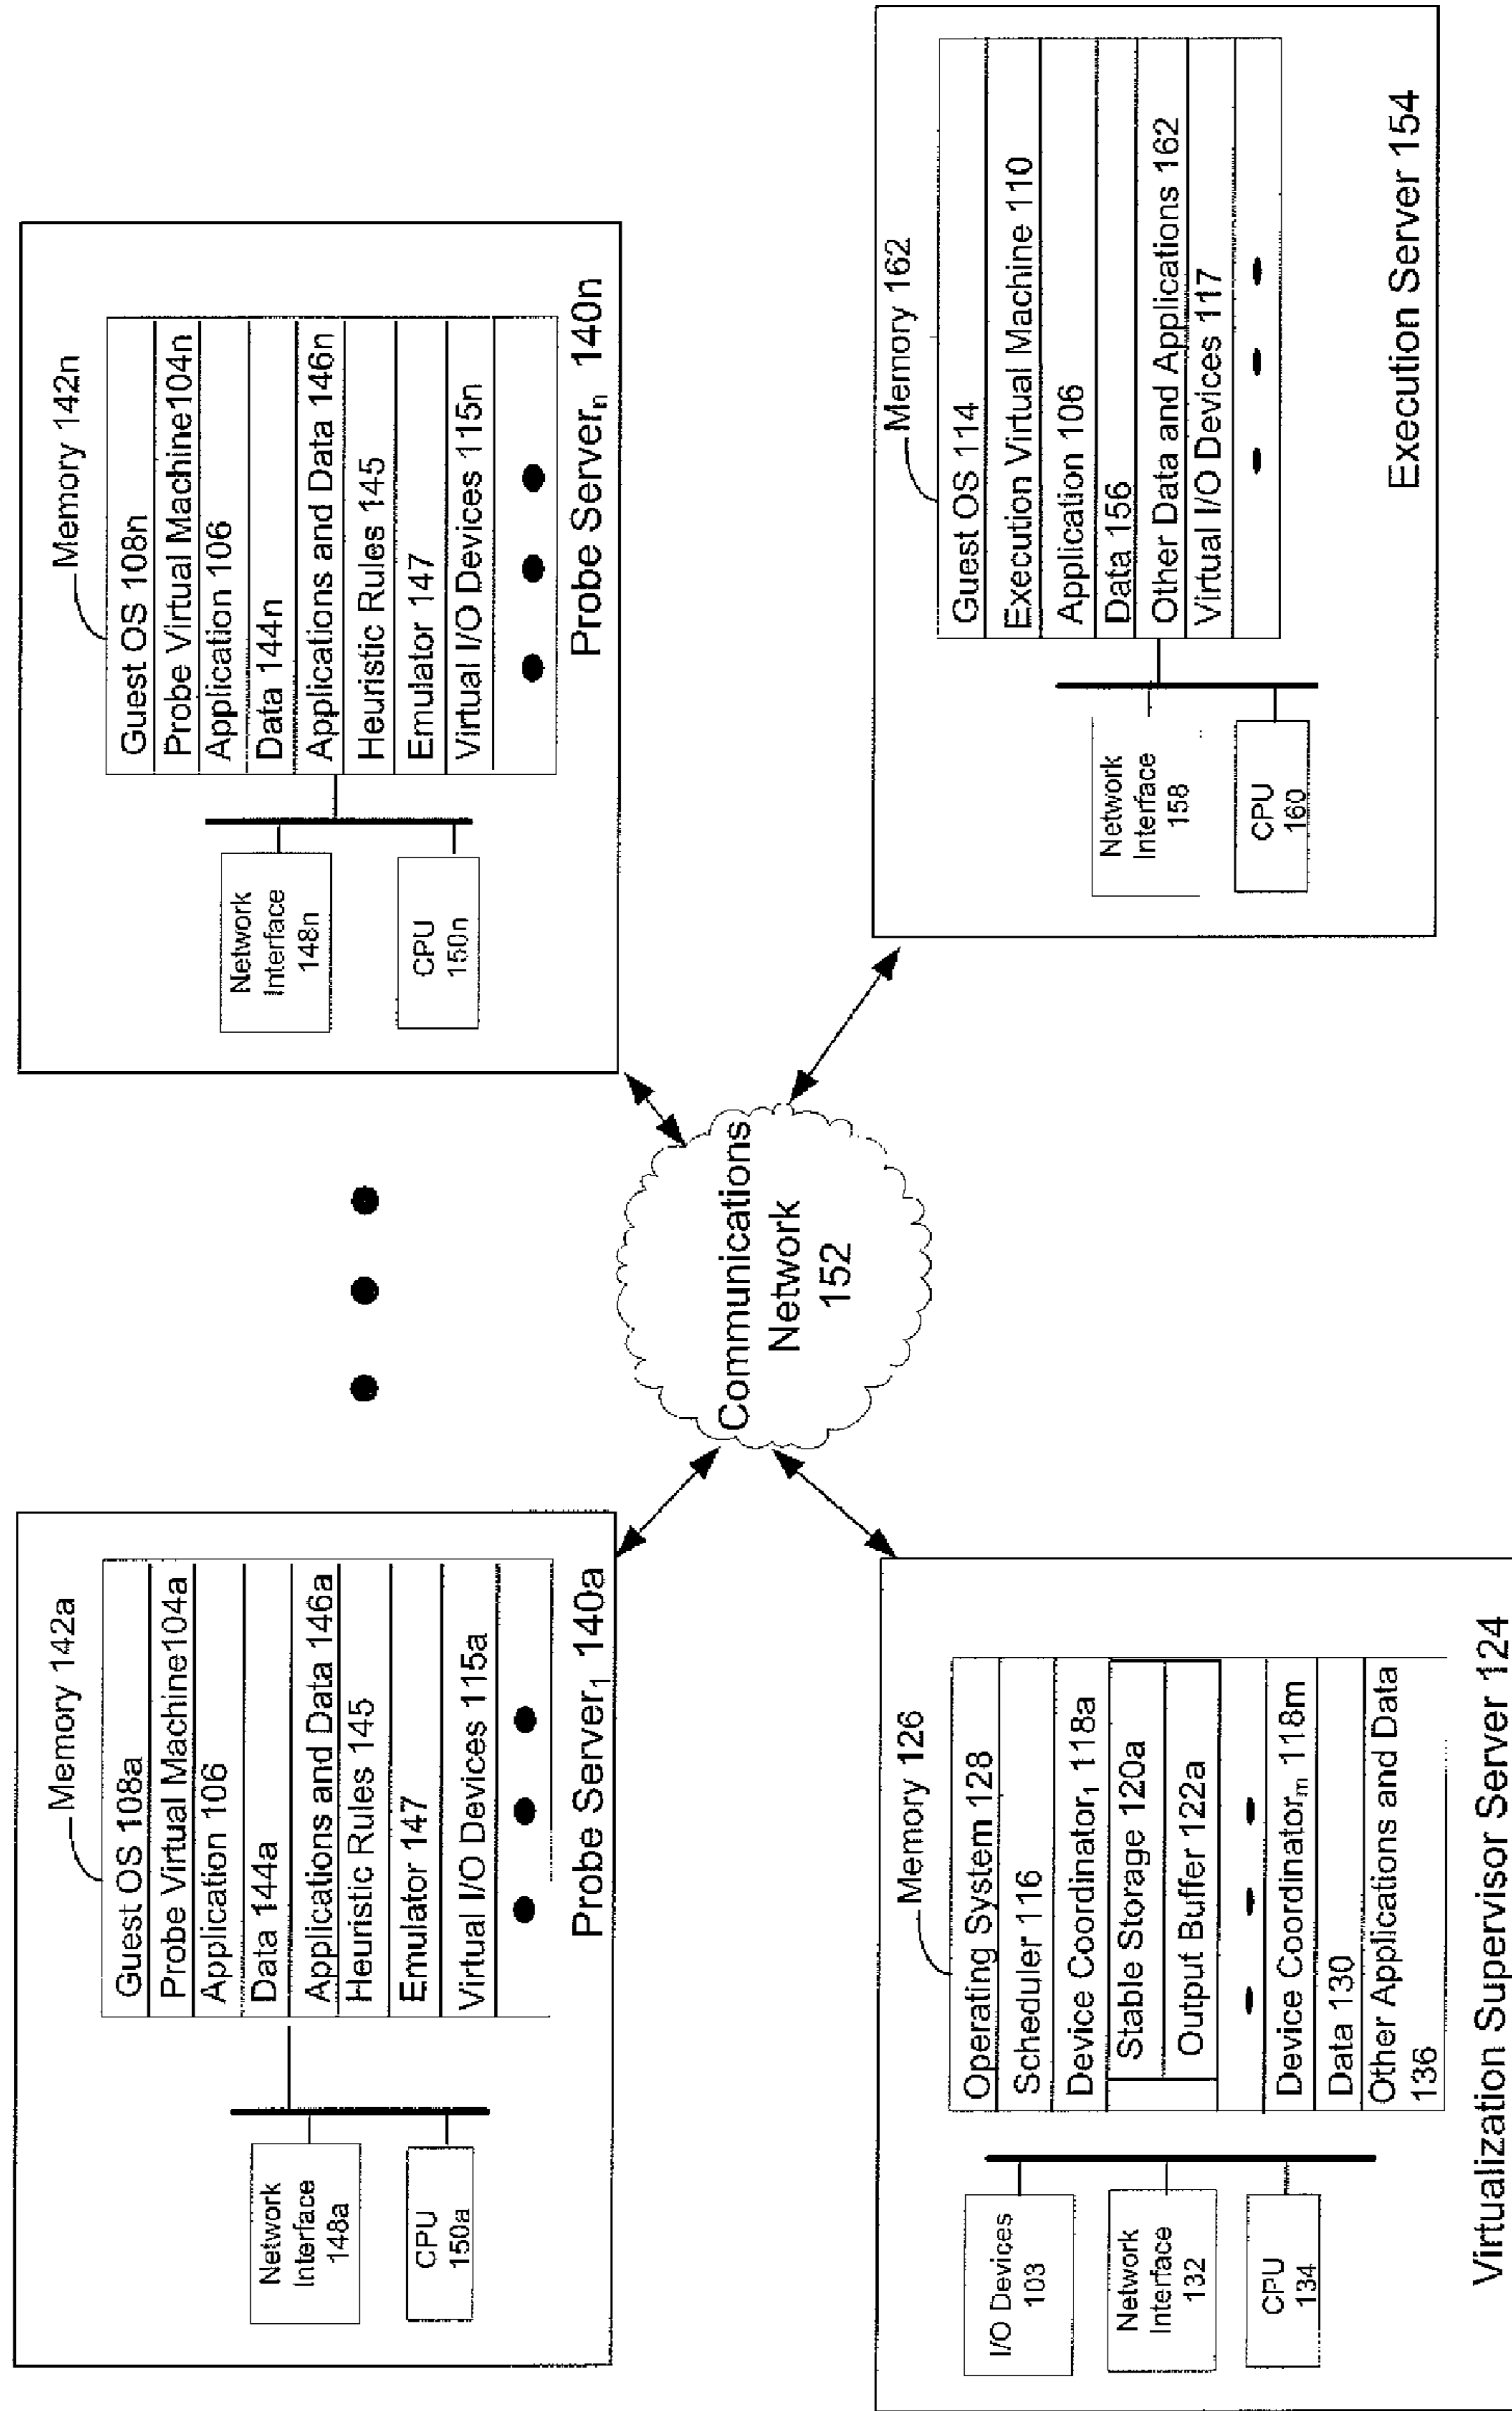 Memory 142a
Guest OS 108a
Probe Virtual Machine104a
Application 106
Data 144a
Applications and Data 146a
Heuristic Rules 145
Emulator 147
Virtual I/O Devices 115a
Network
Interface
148a
CPU
150a
Probe Server1 140a
Memory 142n
Guest OS 108n
Probe Virtual Machine104n
Application 106
Data 144n
Applications and Data 146n
Heuristic Rules 145
Emulator 147
Virtual I/O Devices 115n
Network
Interface
148n
CPU
150n
Probe Servern 140n
Communications
Network
152
Memory 126
Operating System 128
Scheduler 116
Device Coordinator1 118a
Stable Storage 120a
Output Buffer 122a
Device Coordinatorm 118m
Data 130
Other Applications and Data
136
I/O Devices
103
Network
Interface
132
CPU
134
Virtualization Supervisor Server 124
Memory 162
Guest OS 114
Execution Virtual Machine 110
Application 106
Data 156
Other Data and Applications 162
Virtual I/O Devices 117
Network
Interface
158
CPU
160
Execution Server 154